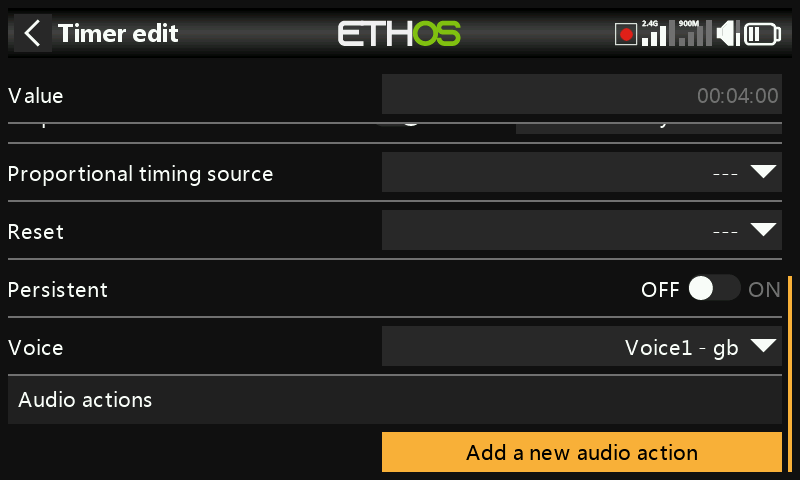 Timer edit
ETHOS
2.4G
900M
Value
00:04:00
Proportional timing source
---
Reset
---
Persistent
OFF
ON
Voice
Voice1 - gb
Audio actions
Add a new audio action